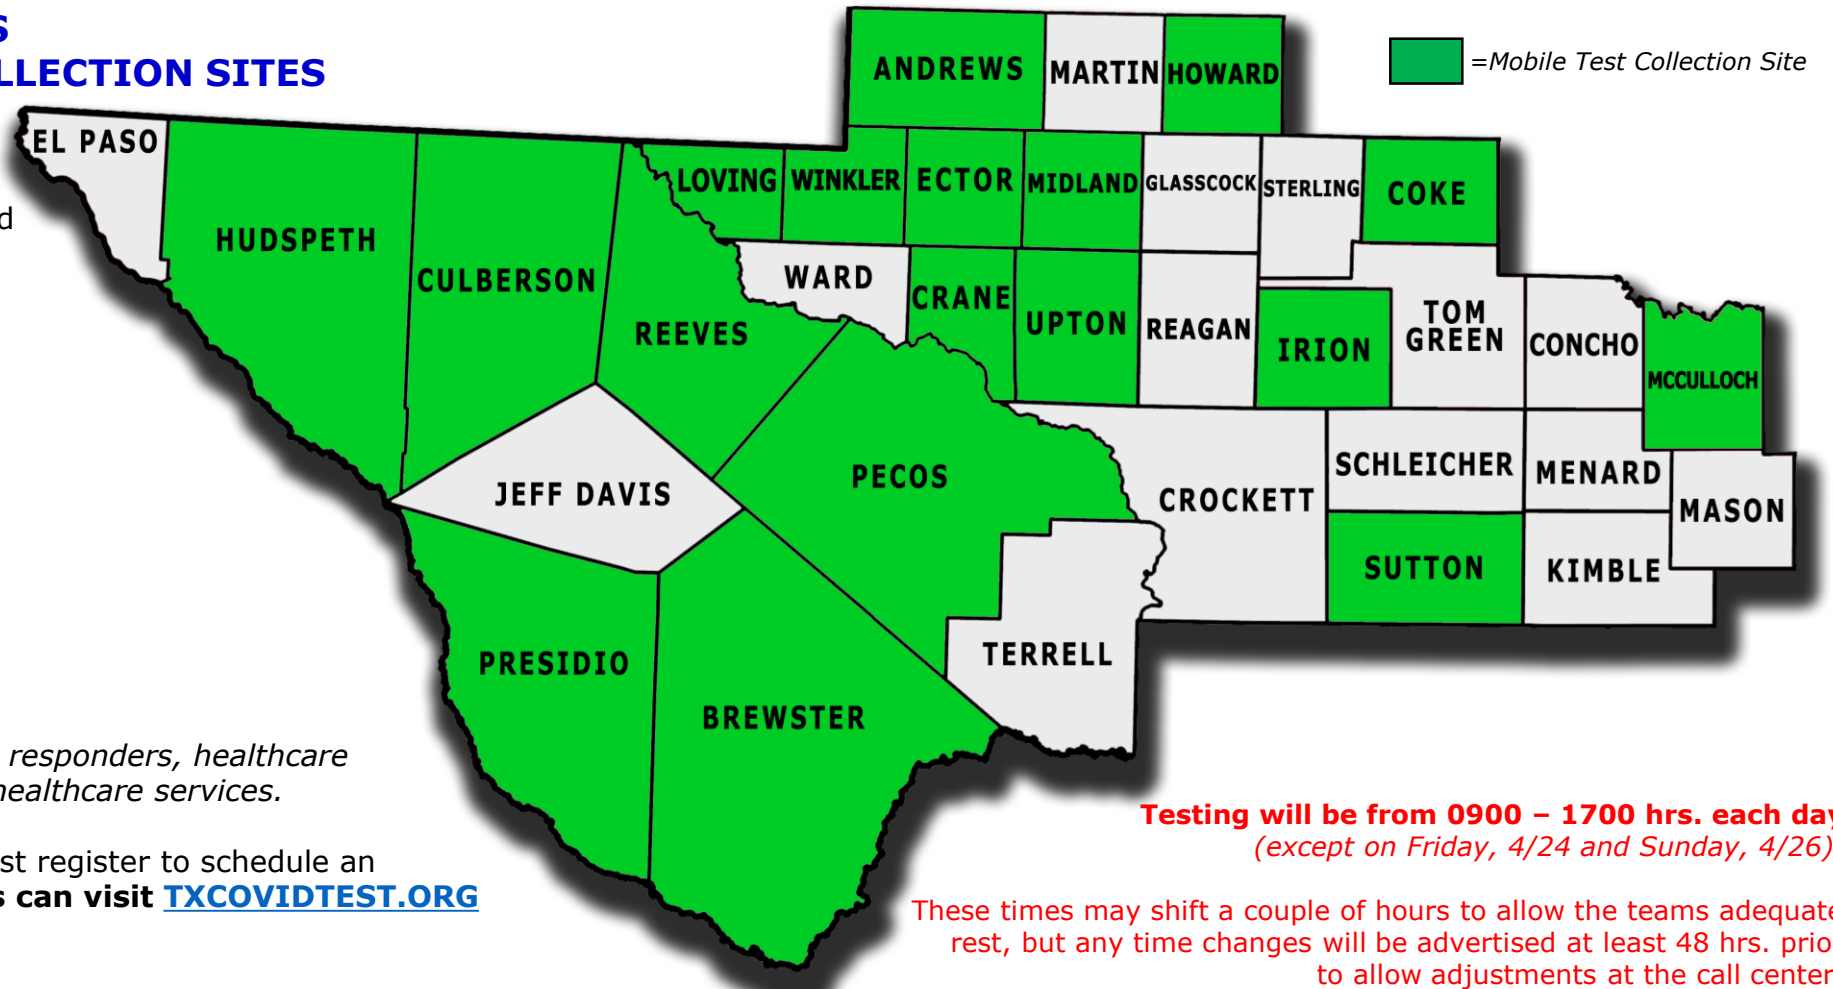 S
LLECTION SITES
=Mobile Test Collection Site
ANDREWS
MARTIN
HOWARD
EL PASO
LOVING
WINKLER
ECTOR
MIDLAND
GLASSCOCK
STERLING
COKE
d
HUDSPETH
CULBERSON
WARD
CRANE
REEVES
UPTON
REAGAN
IRION
TOM
GREEN
CONCHO
MCCULLOCH
JEFF DAVIS
PECOS
CROCKETT
SCHLEICHER
MENARD
MASON
SUTTON
KIMBLE
PRESIDIO
TERRELL
BREWSTER
responders, healthcare
healthcare services.
st register to schedule an
s can visit TXCOVIDTEST.ORG
Testing will be from 0900 – 1700 hrs. each day
(except on Friday, 4/24 and Sunday, 4/26)
These times may shift a couple of hours to allow the teams adequate
rest, but any time changes will be advertised at least 48 hrs. prio
to allow adjustments at the call center